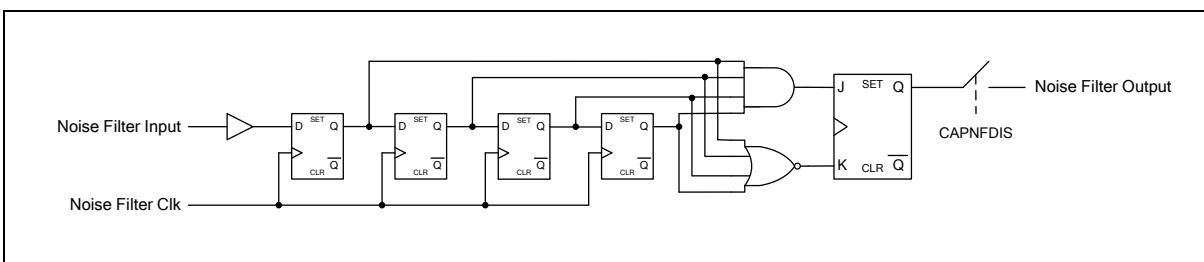 Noise Filter Input
Noise Filter Clk
D SET Q
Q
CLR
D SET Q
Q
CLR
D SET Q
Q
CLR
D SET Q
Q
CLR
J SET Q
K CLR Q
CAPNFDIS
Noise Filter Output